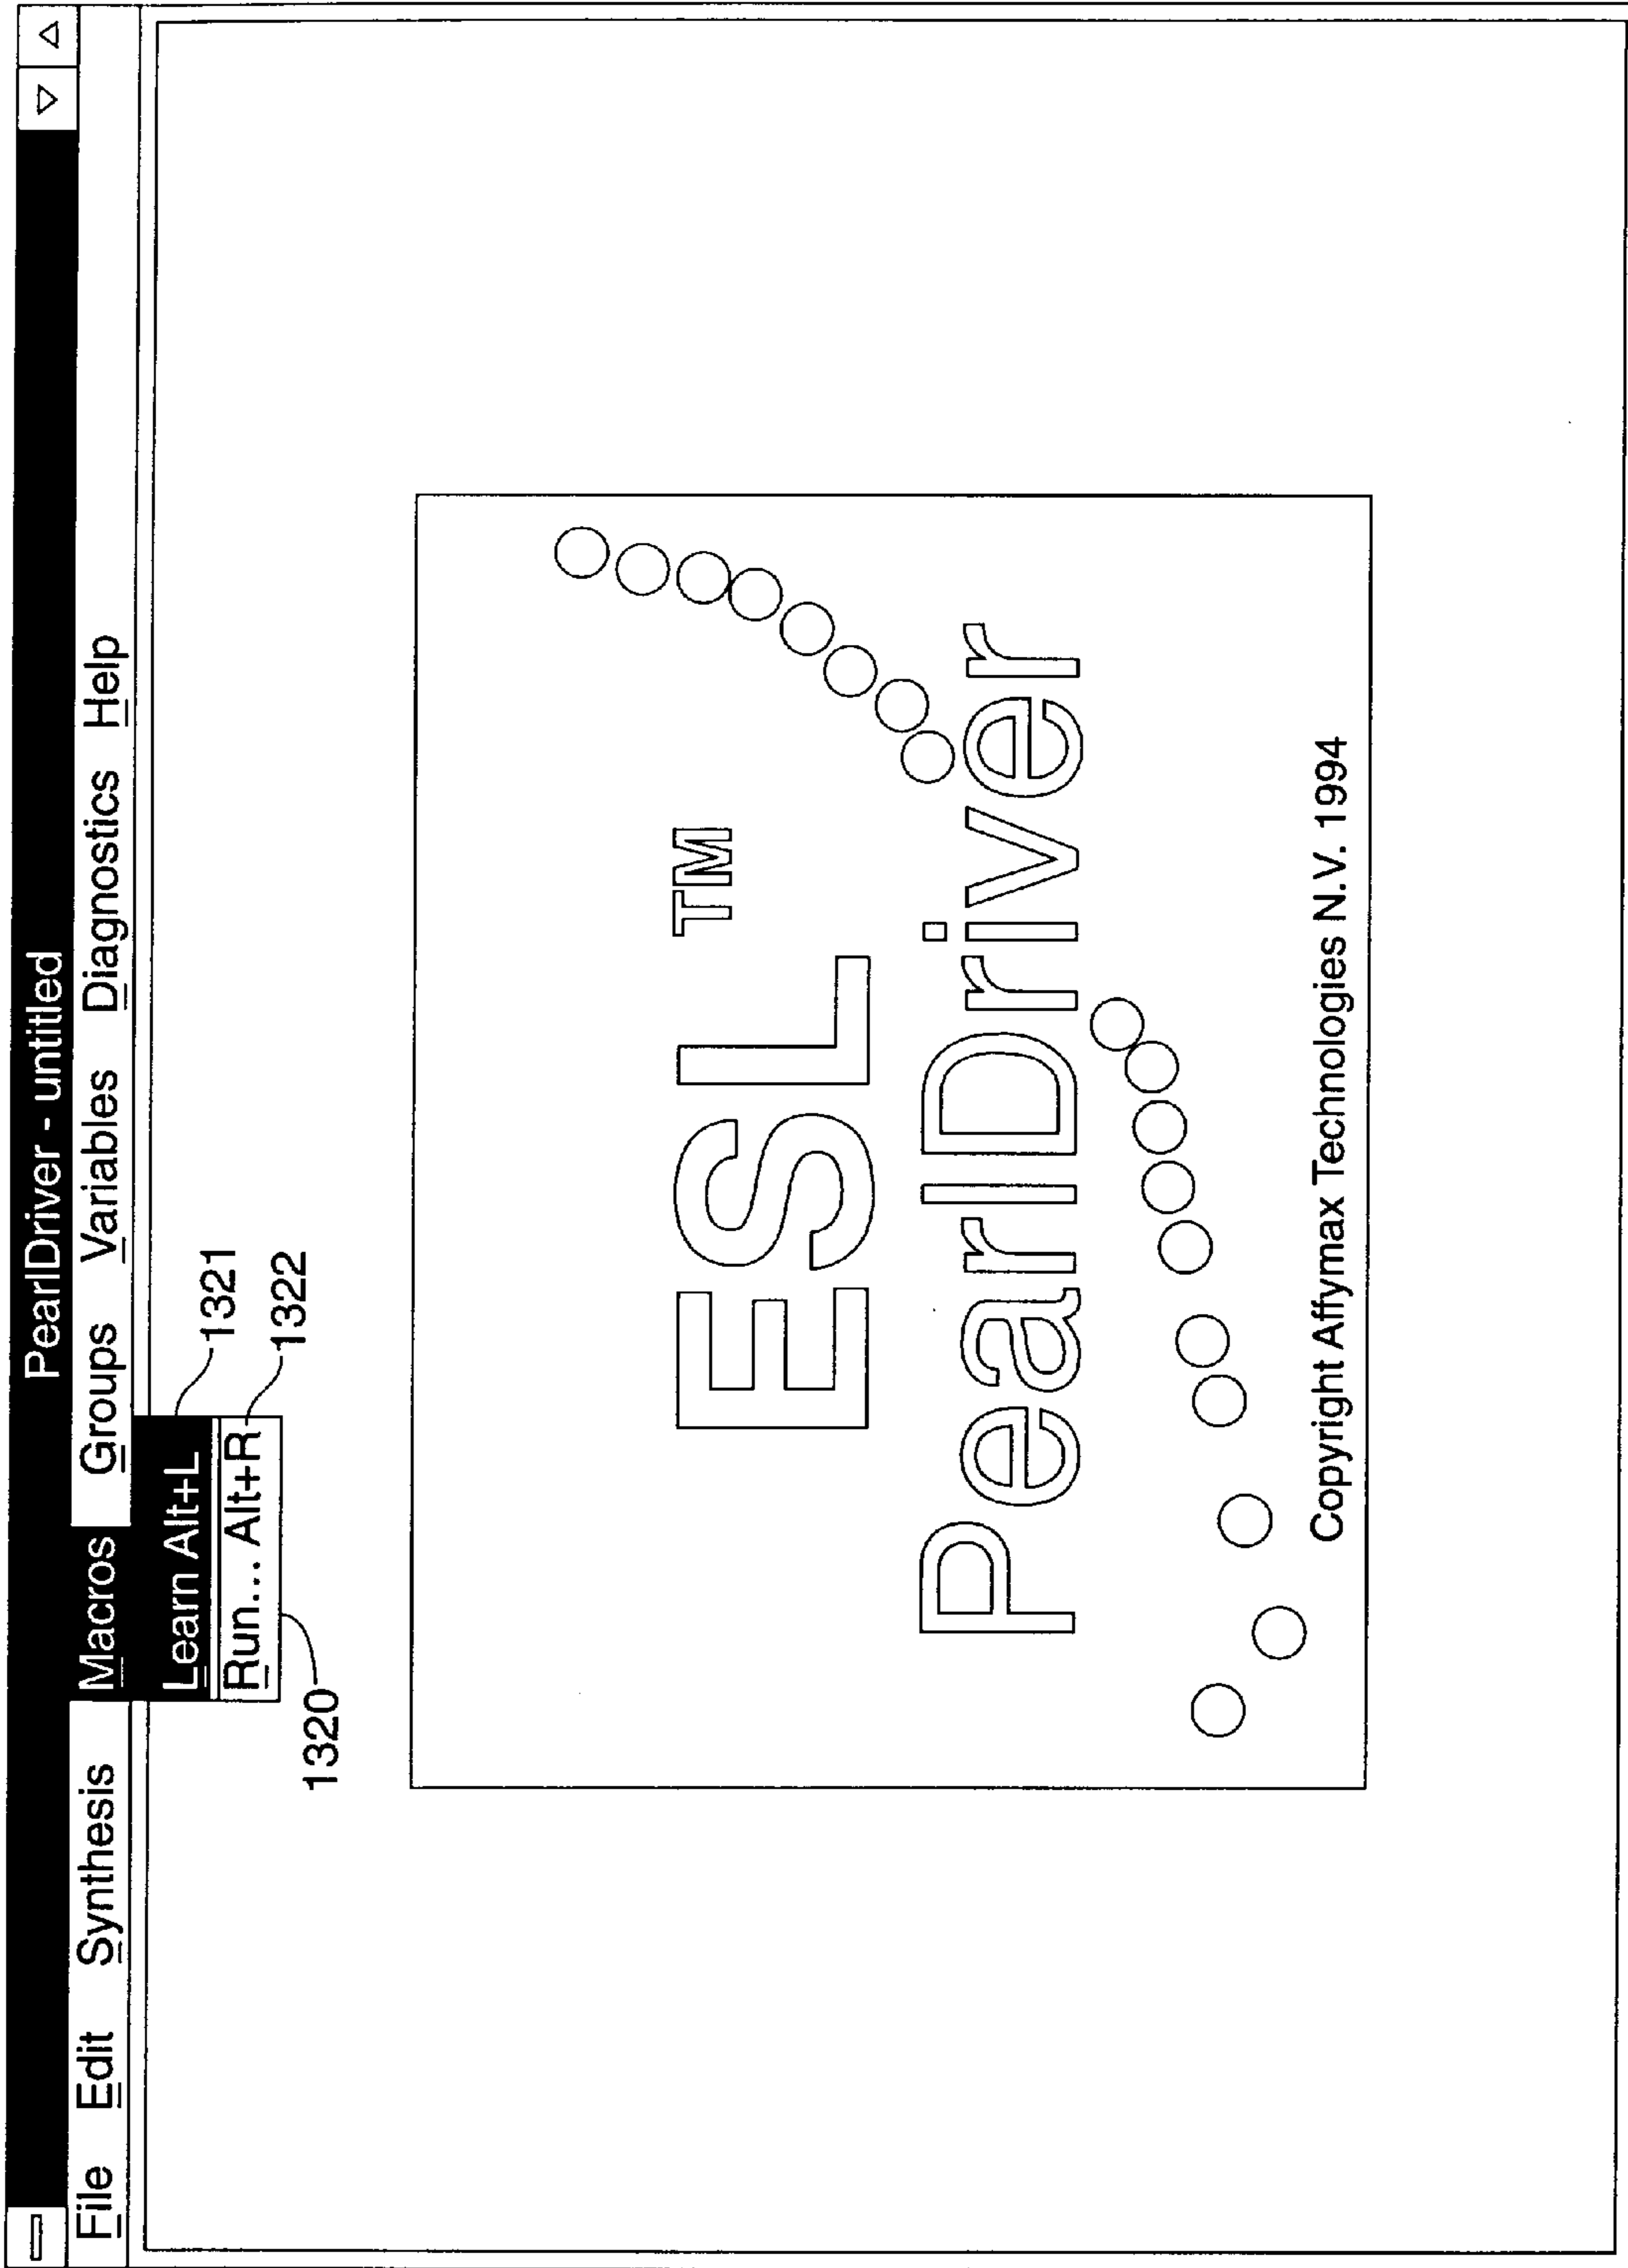 PearlDriver - untitled
File Edit Synthesis Macros Groups Variables Diagnostics Help
Learn Alt+L
1321
Run... Alt+R
1322
1320
ESL TM
PearlDriver
Copyright Affymax Technologies N.V. 1994